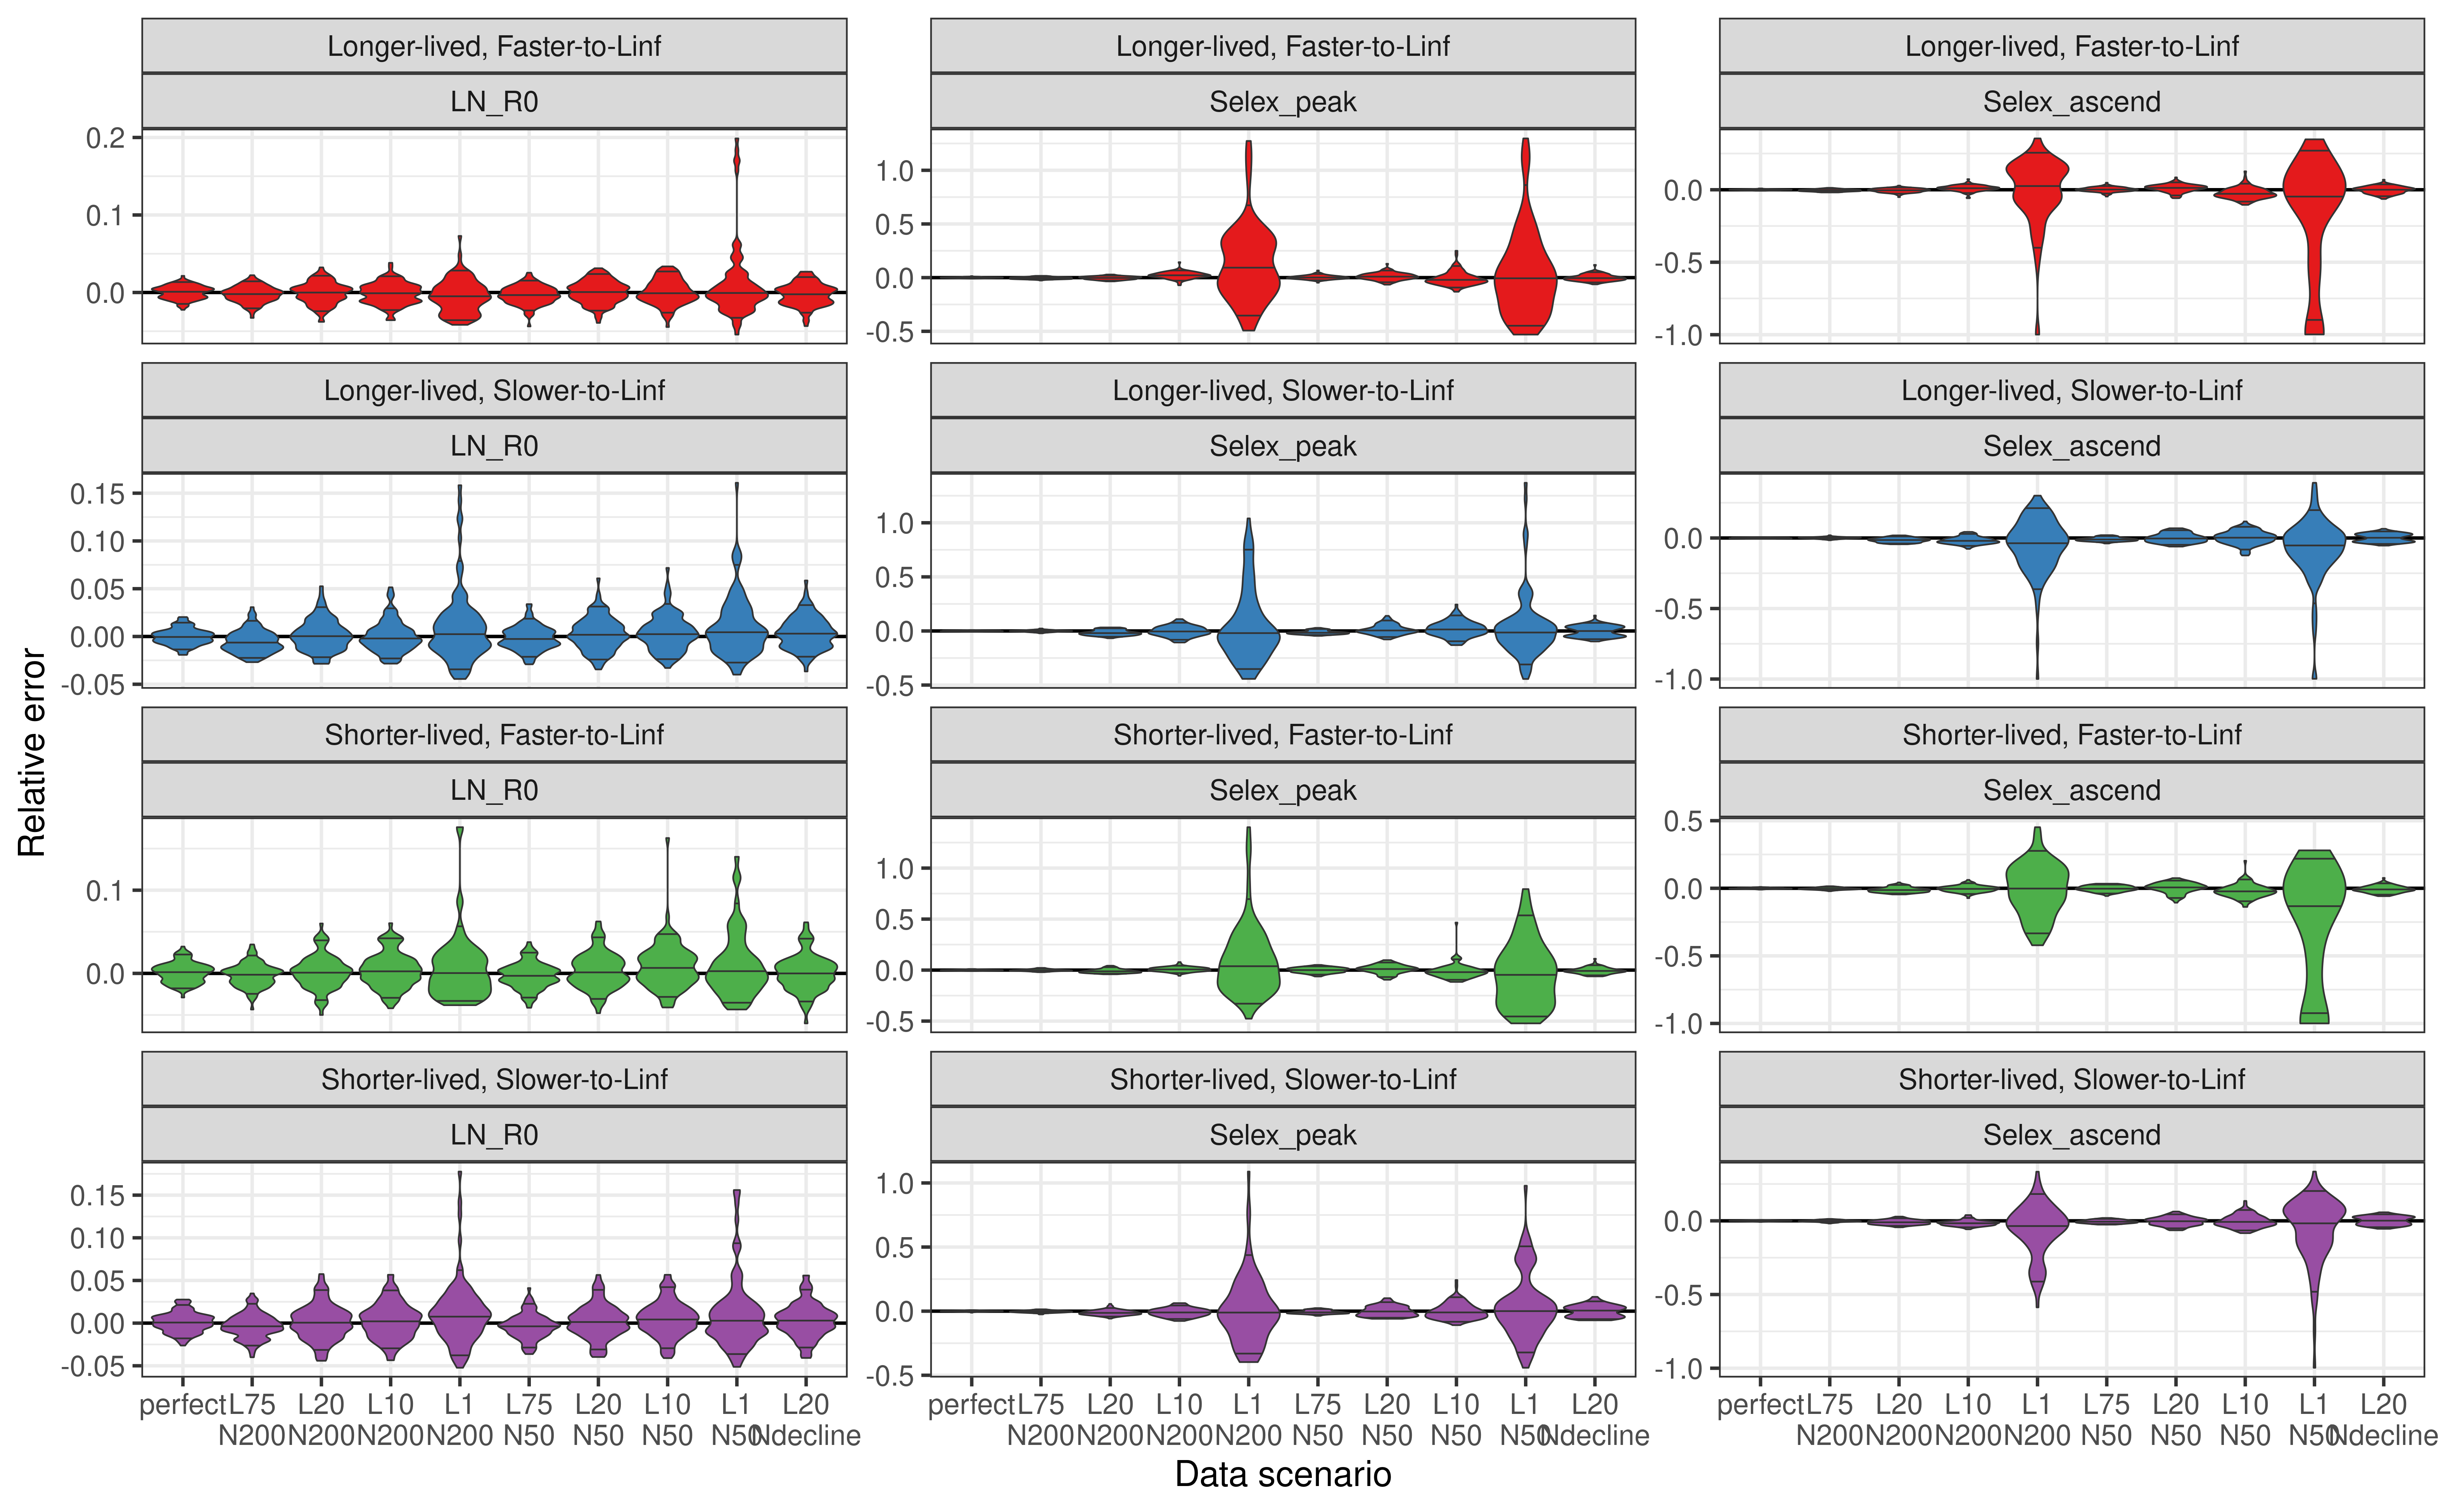 Longer-lived, Faster-to-Linf
Longer-lived, Faster-to-Linf
Longer-lived, Faster-to-Linf
LN_R0
Selex_peak
Selex_ascend
0.2
0.1
0.0
1.0
0.5
0.0
-0.5
0.0
-0.5
-1.0
Longer-lived, Slower-to-Linf
Longer-lived, Slower-to-Linf
Longer-lived, Slower-to-Linf
LN_R0
Selex_peak
Selex_ascend
0.15
0.10
0.05
0.00
-0.05
1.0
0.5
0.0
-0.5
0.0
-0.5
-1.0
Relative error
Shorter-lived, Faster-to-Linf
Shorter-lived, Faster-to-Linf
Shorter-lived, Faster-to-Linf
LN_R0
Selex_peak
Selex_ascend
0.1
0.0
1.0
0.5
0.0
-0.5
0.5
0.0
-0.5
-1.0
Shorter-lived, Slower-to-Linf
Shorter-lived, Slower-to-Linf
Shorter-lived, Slower-to-Linf
LN_R0
Selex_peak
Selex_ascend
0.15
0.10
0.05
0.00
-0.05
1.0
0.5
0.0
-0.5
0.0
-0.5
-1.0
perfect L75 L20 L10 L1 L75 L20 L10 L1 L20
N200 N200 N200 N200 N50 N50 N50 N50 Ndecline
perfect L75 L20 L10 L1 L75 L20 L10 L1 L20
N200 N200 N200 N200 N50 N50 N50 N50 Ndecline
perfect L75 L20 L10 L1 L75 L20 L10 L1 L20
N200 N200 N200 N200 N50 N50 N50 N50 Ndecline
Data scenario